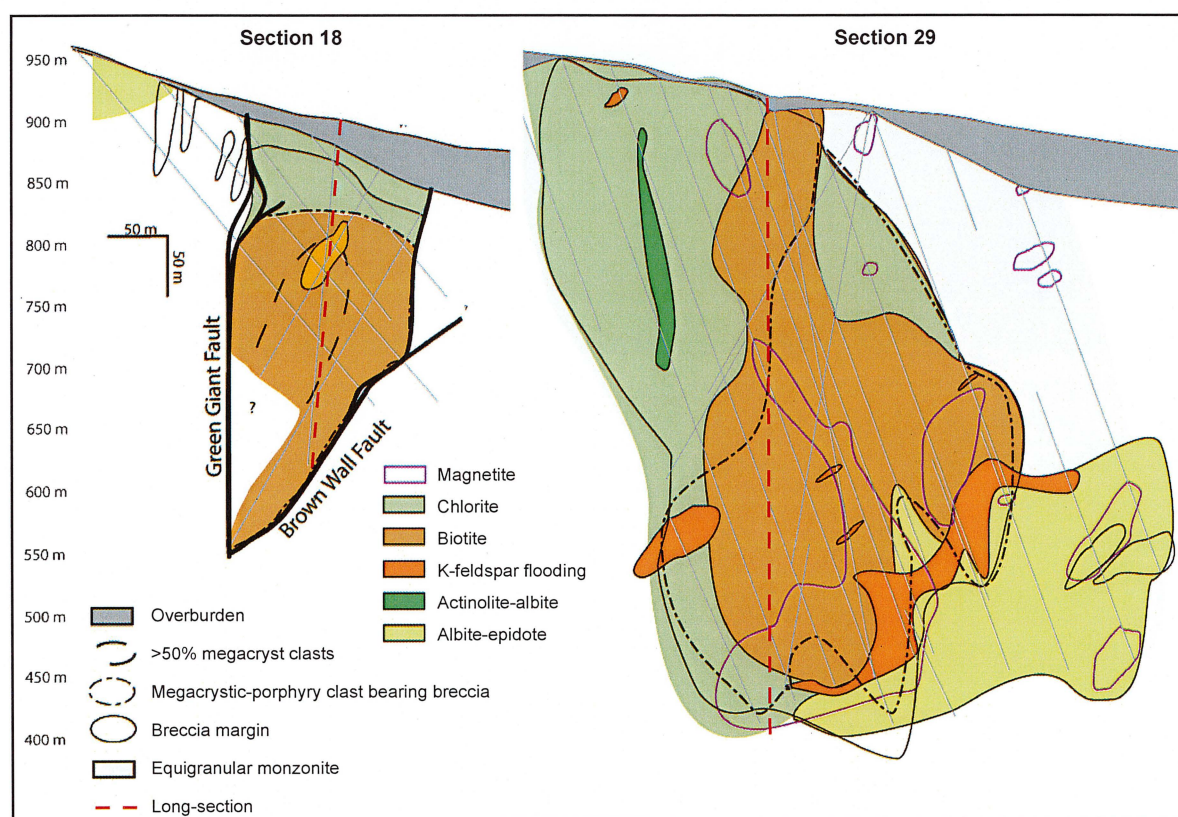 Section 18
Section 29
950 m
900 m
850 m
800 m
750 m
700 m
650 m
600 m
550 m
500 m
450 m
400 m
50 m
50 m
?
?
?
Green Giant Fault
Brown Wall Fault
Magnetite
Chlorite
Biotite
K-feldspar flooding
Actinolite-albite
Albite-epidote
Overburden
>50% megacryst clasts
Megacrystic-porphyry clast bearing breccia
Breccia margin
Equigranular monzonite
Long-section